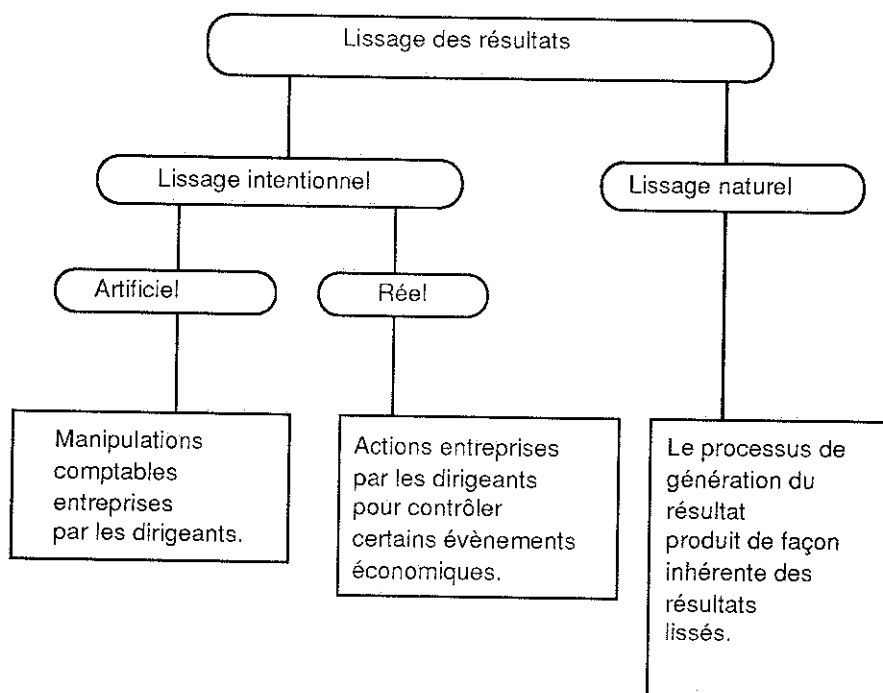 Lissage des résultats
Lissage intentionnel
Lissage naturel
Artificiel
Réel
Manipulations
comptables
entreprises
par les dirigeants.
Actions entreprises
par les dirigeants
pour contrôler
certains évènements
économiques.
Le processus de
génération du
résultat
produit de façon
inhérente des
résultats
lissés.